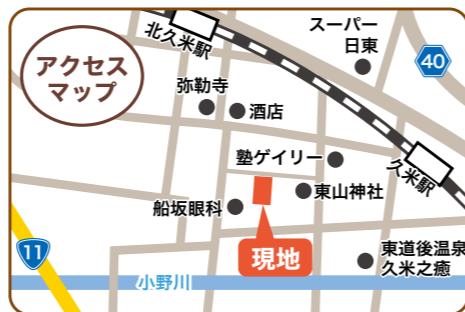 アクセス
マップ
北久米駅
スーパー
日東
40
弥勒寺
酒店
塾ゲイリー
久米駅
東山神社
船坂眼科
現地
11
東道後温泉
久米之癒
小野川